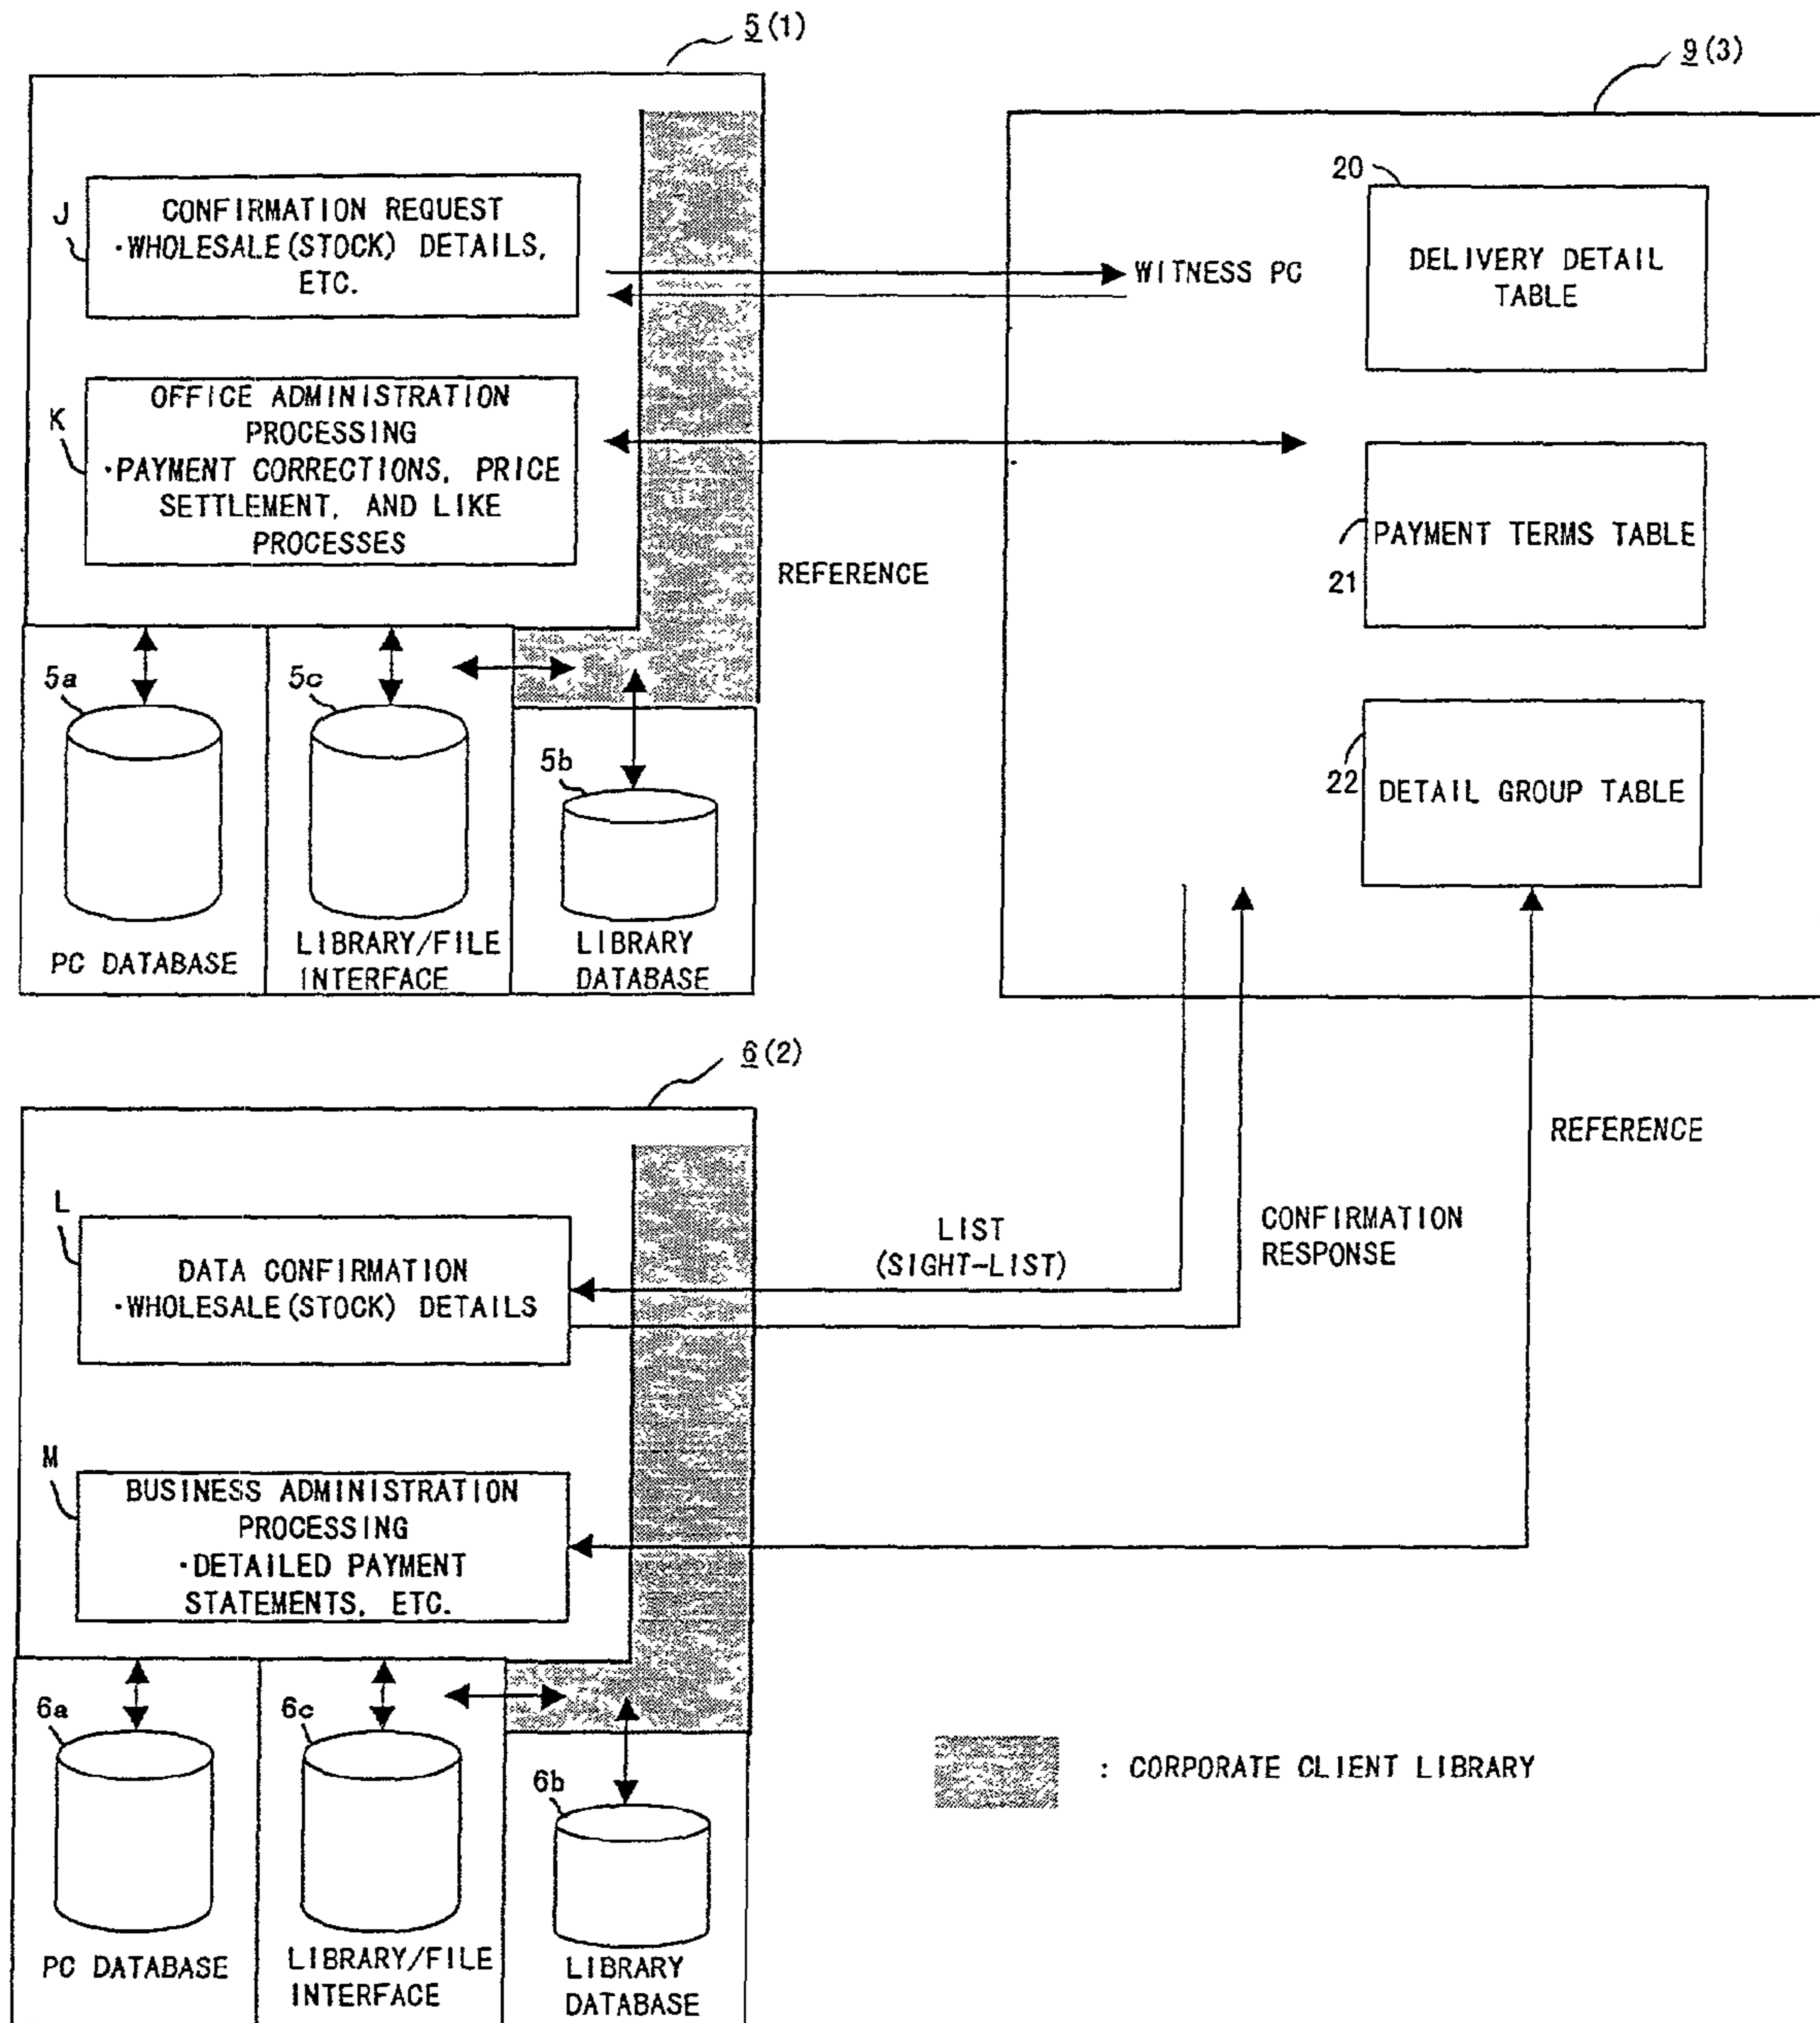 5(1)
9(3)
J
CONFIRMATION REQUEST
·WHOLESALE(STOCK) DETAILS,
ETC.
K
OFFICE ADMINISTRATION
PROCESSING
·PAYMENT CORRECTIONS, PRICE
SETTLEMENT, AND LIKE
PROCESSES
WITNESS PC
REFERENCE
20
DELIVERY DETAIL
TABLE
PAYMENT TERMS TABLE
21
22
DETAIL GROUP TABLE
5a
5c
5b
PC DATABASE
LIBRARY/FILE
INTERFACE
LIBRARY
DATABASE
6(2)
L
DATA CONFIRMATION
·WHOLESALE(STOCK) DETAILS
LIST
(SIGHT-LIST)
CONFIRMATION
RESPONSE
REFERENCE
M
BUSINESS ADMINISTRATION
PROCESSING
·DETAILED PAYMENT
STATEMENTS, ETC.
6a
6c
6b
PC DATABASE
LIBRARY/FILE
INTERFACE
LIBRARY
DATABASE
: CORPORATE CLIENT LIBRARY